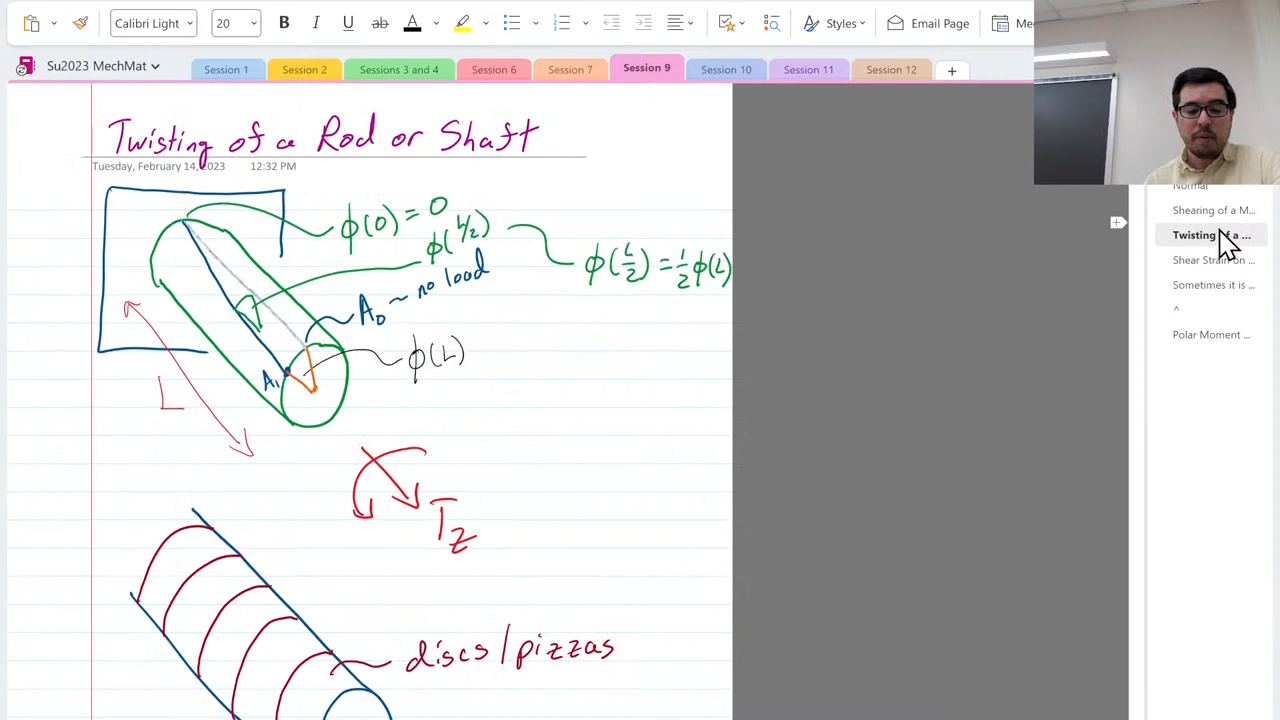 Calibri Light
20
B
I
U
ab
A
Styles
Email Page
Su2023 MechMat
Session 1
Session 2
Sessions 3 and 4
Session 6
Session 7
Session 9
Session 10
Session 11
Session 12
Twisting of a Rod or Shaft
Tuesday, February 14, 2023 12:32 PM
ϕ(0) = 0
ϕ(L/2)
ϕ(L/2) = 1/2 ϕ(L)
A₀ ~ no load
ϕ(L)
A₁
L
T_z
discs/pizzas
Normal
Shearing of a M...
Twisting of a ...
Shear Strain on ...
Sometimes it is ...
^
Polar Moment ...